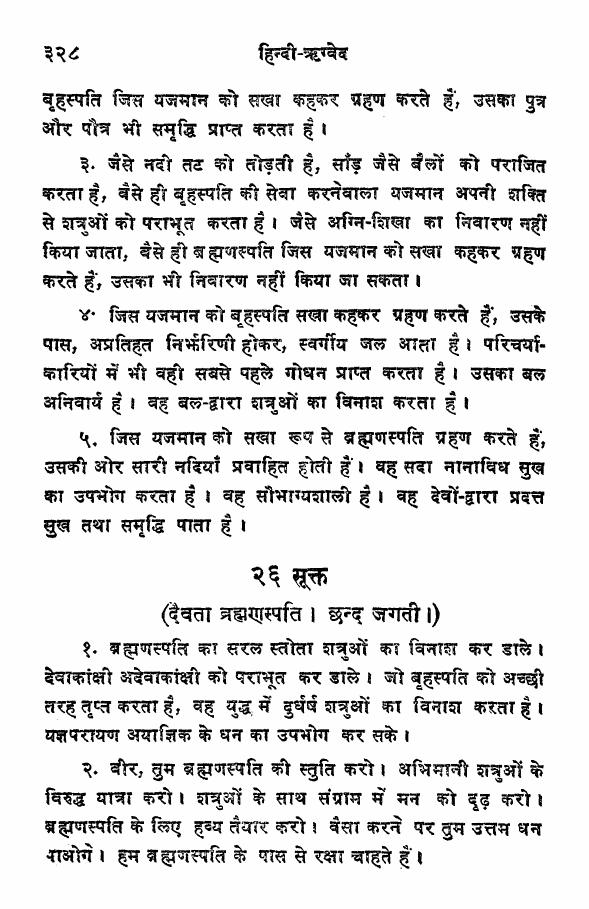 ३२८ हिन्दी-ऋग्वेद
बृहस्पति जिस यजमान को सखा कहकर ग्रहण करते हैं, उसका पुत्र
और पौत्र भी समृद्धि प्राप्त करता है।
३. जैसे नदी तट को तोड़ती है, साँड़ जैसे बैलों को पराजित
करता है, वैसे ही बृहस्पति की सेवा करनेवाला यजमान अपनी शक्ति
से शत्रुओं को पराभूत करता है। जैसे अग्नि-शिखा का निवारण नहीं
किया जाता, वैसे ही ब्रह्मणस्पति जिस यजमान को सखा कहकर ग्रहण
करते हैं, उसका भी निवारण नहीं किया जा सकता।
४. जिस यजमान को बृहस्पति सखा कहकर ग्रहण करते हैं, उसके
पास, अप्रतिहत निर्झरिणी होकर, स्वर्गीय जल आता है। परिचर्या-
कारियों में भी वही सबसे पहले गोधन प्राप्त करता है। उसका बल
अनिवार्य है। वह बल-द्वारा शत्रुओं का विनाश करता है।
५. जिस यजमान को सखा रूप से ब्रह्मणस्पति ग्रहण करते हैं,
उसकी ओर सारी नदियाँ प्रवाहित होती हैं। वह सदा नानाविध सुख
का उपभोग करता है। वह सौभाग्यशाली है। वह देवों-द्वारा प्रदत्त
सुख तथा समृद्धि पाता है।
२६ सूक्त
(दैवता ब्रह्मणस्पति। छन्द जगती।)
१. ब्रह्मणस्पति का सरल स्तोता शत्रुओं का विनाश कर डाले।
देवाकांक्षी अदेवाकांक्षी को पराभूत कर डाले। जो बृहस्पति को अच्छी
तरह तृप्त करता है, वह युद्ध में दुर्धर्ष शत्रुओं का विनाश करता है।
यज्ञपरायण अयाज्ञिक के धन का उपभोग कर सके।
२. वीर, तुम ब्रह्मणस्पति की स्तुति करो। अभिमानी शत्रुओं के
विरुद्ध यात्रा करो। शत्रुओं के साथ संग्राम में मन को दृढ़ करो।
ब्रह्मणस्पति के लिए हव्य तैयार करो। वैसा करने पर तुम उत्तम धन
पाओगे। हम ब्रह्मणस्पति के पास से रक्षा चाहते हैं।